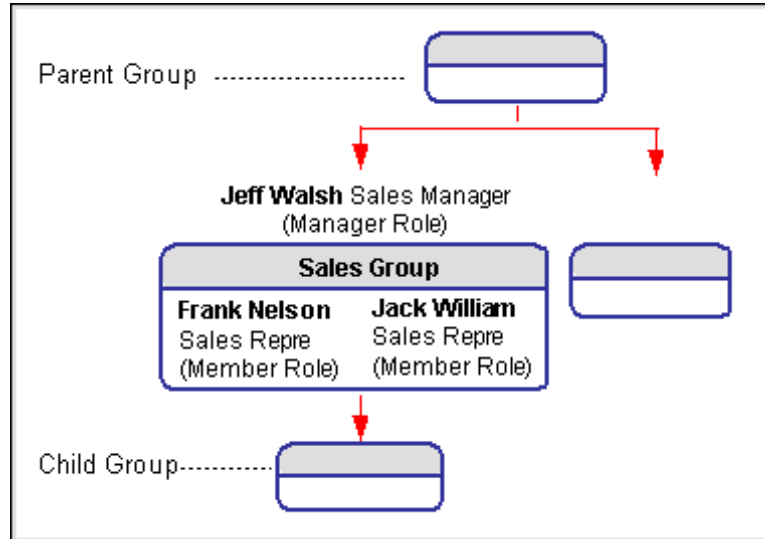 Parent Group ......................
Jeff Walsh Sales Manager
(Manager Role)
Sales Group
Frank Nelson
Sales Repre
(Member Role)
Jack William
Sales Repre
(Member Role)
Child Group...........